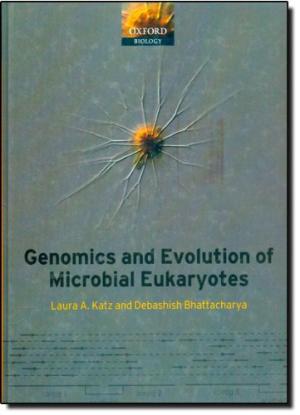 OXFORD
BIOLOGY
Genomics and Evolution of
Microbial Eukaryotes
Laura A. Katz and Debashish Bhattacharya